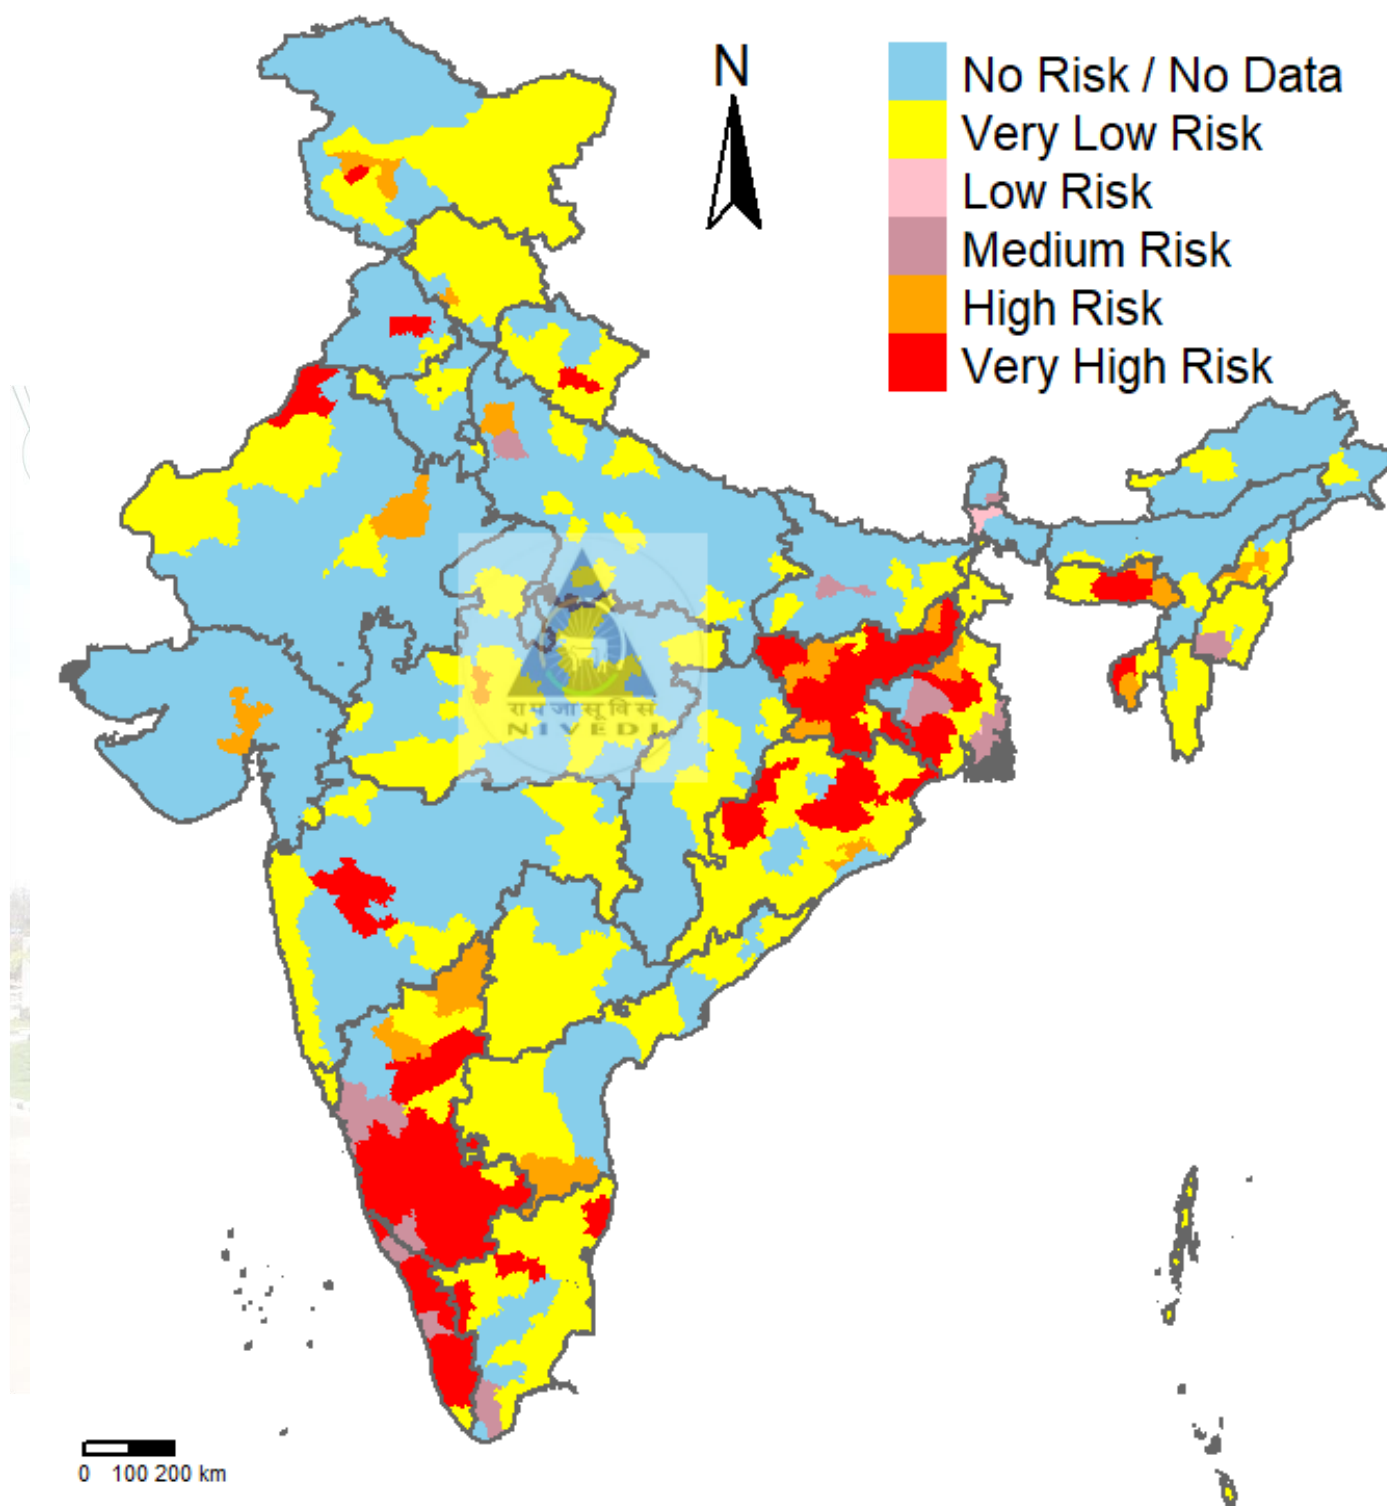 N
No Risk / No Data
Very Low Risk
Low Risk
Medium Risk
High Risk
Very High Risk
NIVEDI
0 100 200 km